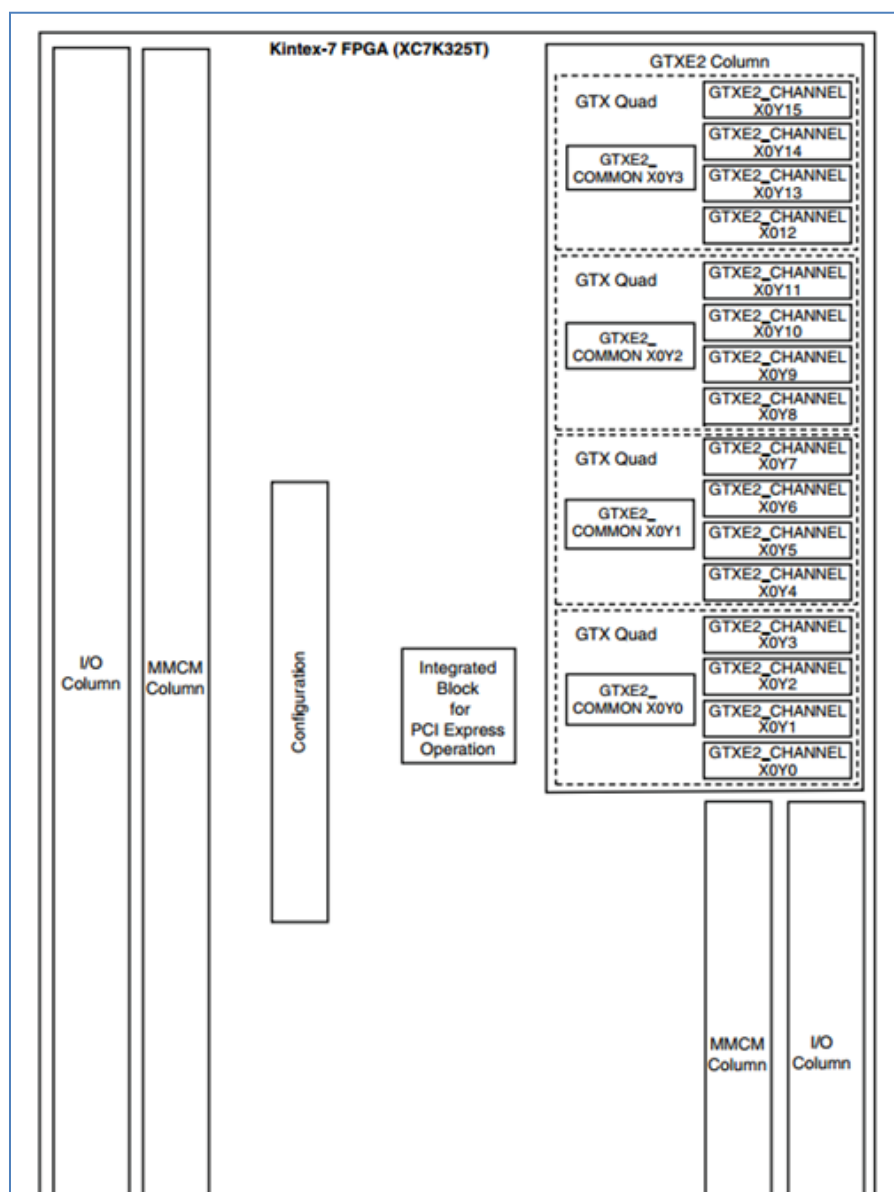 Kintex-7 FPGA (XC7K325T)
GTXE2 Column
GTX Quad
GTXE2_
COMMON X0Y3
GTXE2_CHANNEL
X0Y15
GTXE2_CHANNEL
X0Y14
GTXE2_CHANNEL
X0Y13
GTXE2_CHANNEL
X012
GTX Quad
GTXE2_
COMMON X0Y2
GTXE2_CHANNEL
X0Y11
GTXE2_CHANNEL
X0Y10
GTXE2_CHANNEL
X0Y9
GTXE2_CHANNEL
X0Y8
GTX Quad
GTXE2_
COMMON X0Y1
GTXE2_CHANNEL
X0Y7
GTXE2_CHANNEL
X0Y6
GTXE2_CHANNEL
X0Y5
GTXE2_CHANNEL
X0Y4
GTX Quad
GTXE2_
COMMON X0Y0
GTXE2_CHANNEL
X0Y3
GTXE2_CHANNEL
X0Y2
GTXE2_CHANNEL
X0Y1
GTXE2_CHANNEL
X0Y0
I/O
Column
MMCM
Column
Configuration
Integrated
Block
for
PCI Express
Operation
MMCM
Column
I/O
Column